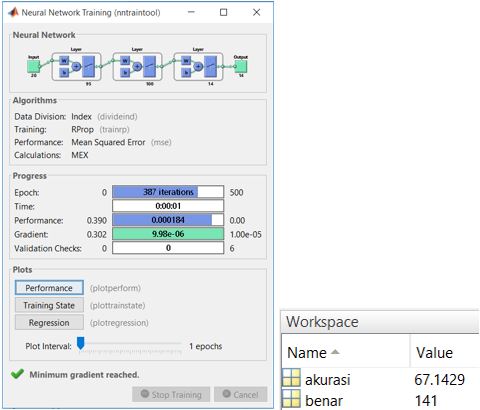 Neural Network Training (nntraintool)
Neural Network
Input Layer Layer Layer Output
W W W
b b b
20 95 100 14 14
Algorithms
Data Division: Index (divideind)
Training: RProp (trainrp)
Performance: Mean Squared Error (mse)
Calculations: MEX
Progress
Epoch: 0 387 iterations 500
Time: 0:00:01
Performance: 0.390 0.000184 0.00
Gradient: 0.302 9.98e-06 1.00e-05
Validation Checks: 0 0 6
Plots
Performance (plotperform)
Training State (plottrainstate)
Regression (plotregression)
Plot Interval: 1 epochs
Minimum gradient reached.
Stop Training Cancel
Workspace
Name Value
akurasi 67.1429
benar 141